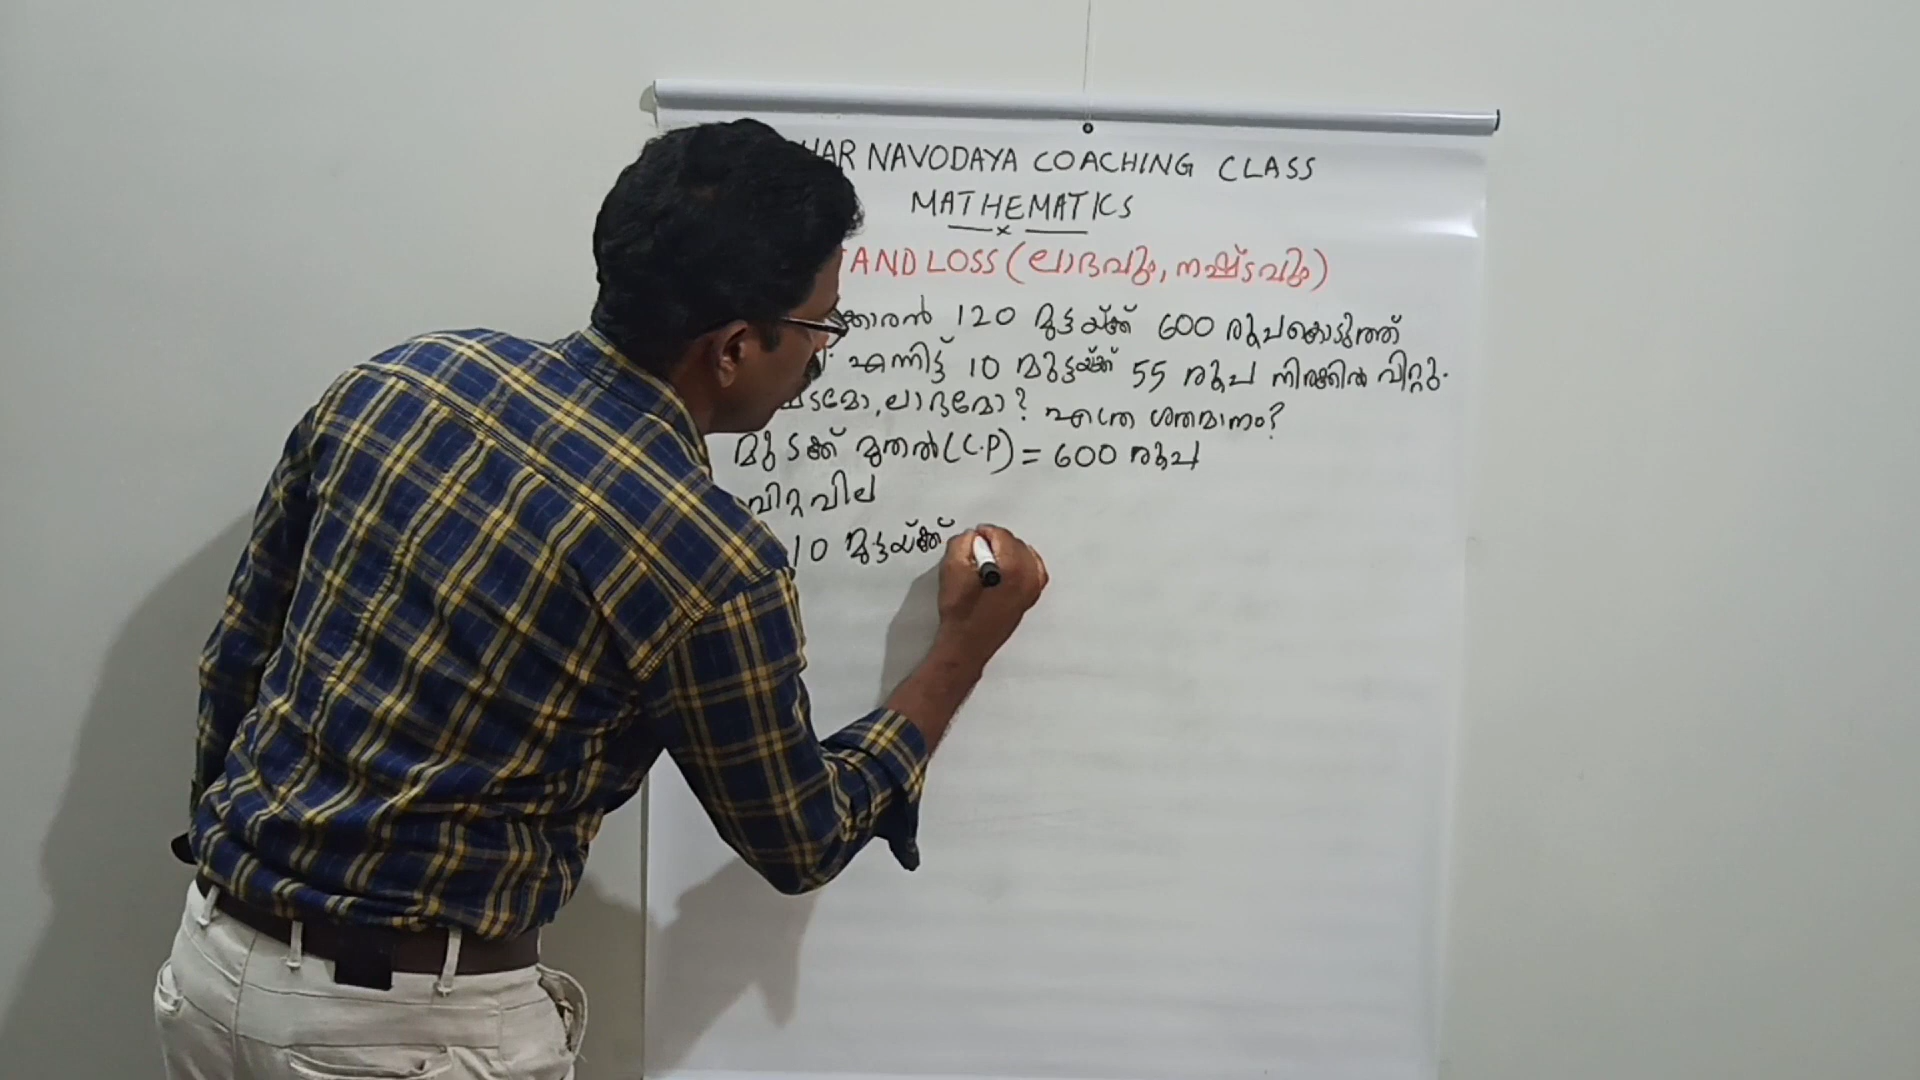 NAVODAYA COACHING CLASS
MATHEMATICS
AND LOSS (ലാഭവും, നഷ്ടവും)
120 മുട്ടയ്ക്ക് 600 രൂപകൊടുത്ത്
എന്നിട്ട് 10 മുട്ടയ്ക്ക് 55 രൂപ നിരക്കിൽ വിറ്റു.
ലാഭമോ? എത്ര ശതമാനം?
മുടക്ക് മുതൽ (C.P) = 600 രൂപ
വിറ്റവില
10 മുട്ടയ്ക്ക്